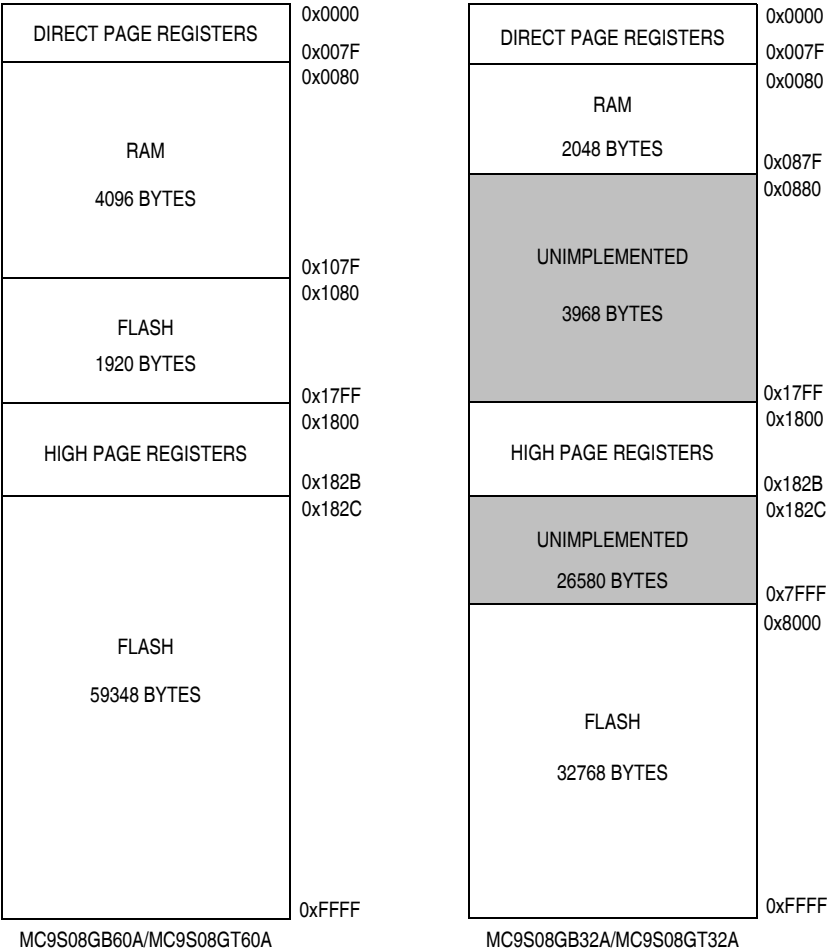 DIRECT PAGE REGISTERS
0x0000
0x007F
0x0080
RAM
4096 BYTES
0x107F
0x1080
FLASH
1920 BYTES
0x17FF
0x1800
HIGH PAGE REGISTERS
0x182B
0x182C
FLASH
59348 BYTES
0xFFFF
MC9S08GB60A/MC9S08GT60A
DIRECT PAGE REGISTERS
0x0000
0x007F
0x0080
RAM
2048 BYTES
0x087F
0x0880
UNIMPLEMENTED
3968 BYTES
0x17FF
0x1800
HIGH PAGE REGISTERS
0x182B
0x182C
UNIMPLEMENTED
26580 BYTES
0x7FFF
0x8000
FLASH
32768 BYTES
0xFFFF
MC9S08GB32A/MC9S08GT32A